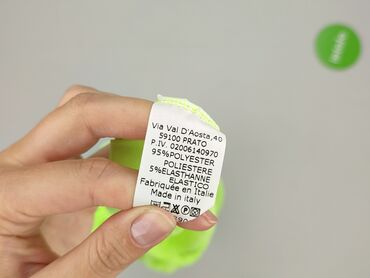 Via Val D'Aosta,40
59100 PRATO
P.IV. 02006140970
95%POLYESTER
POLIESTERE
5%ELASTHANNE
ELASTICO
Fabriquée en Italie
Made in italy